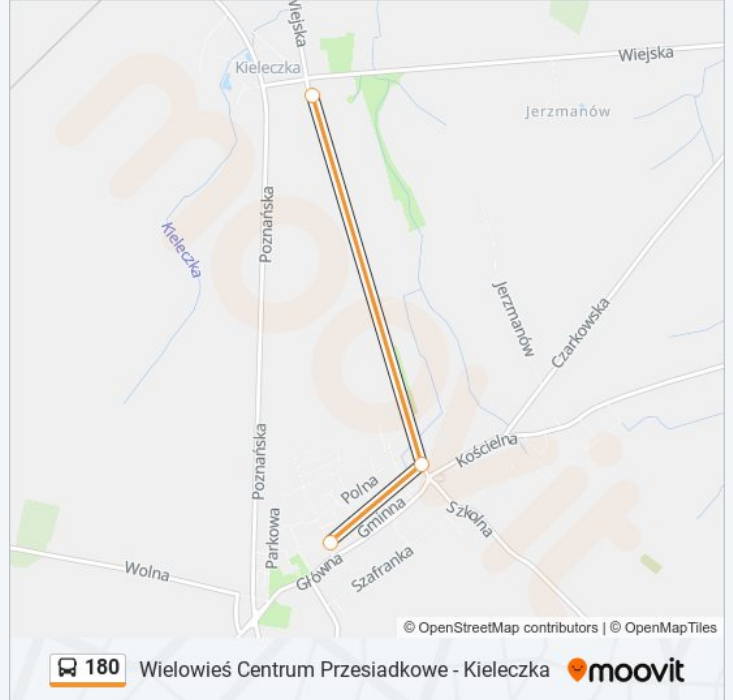 Wiejska
Wiejska
Kieleczka
Jerzmanów
Poznańska
Kieleczka
Jerzmanów
Czarkowska
Poznańska
Kościelna
Polna
Gminna
Szkolna
Parkowa
Główna
Szafranka
Wolna
© OpenStreetMap contributors | © OpenMapTiles
180 Wielowieś Centrum Przesiadkowe - Kieleczka moovit
moovit